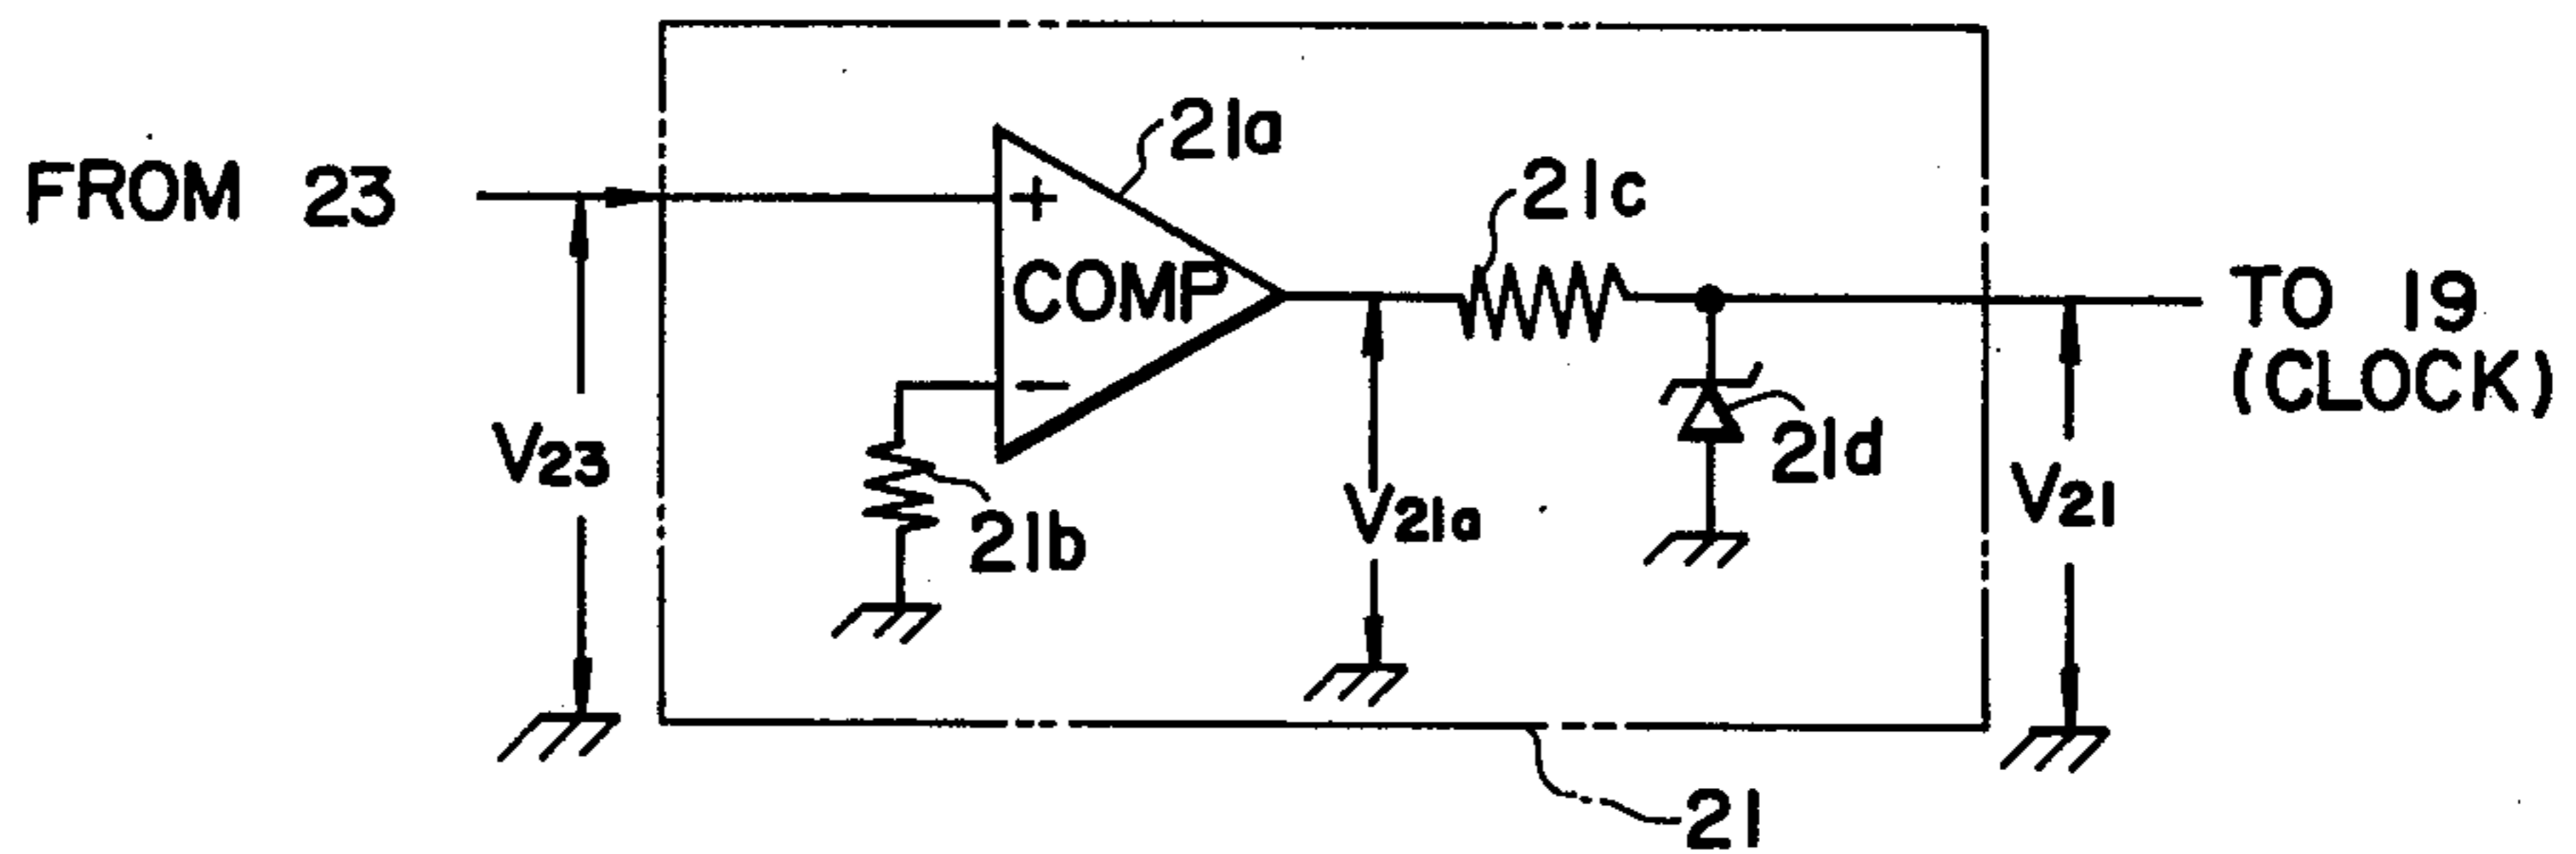 21a
FROM 23
21c
+
COMP
TO 19
(CLOCK)
−
V23
21d
V21a
V21
21b
21